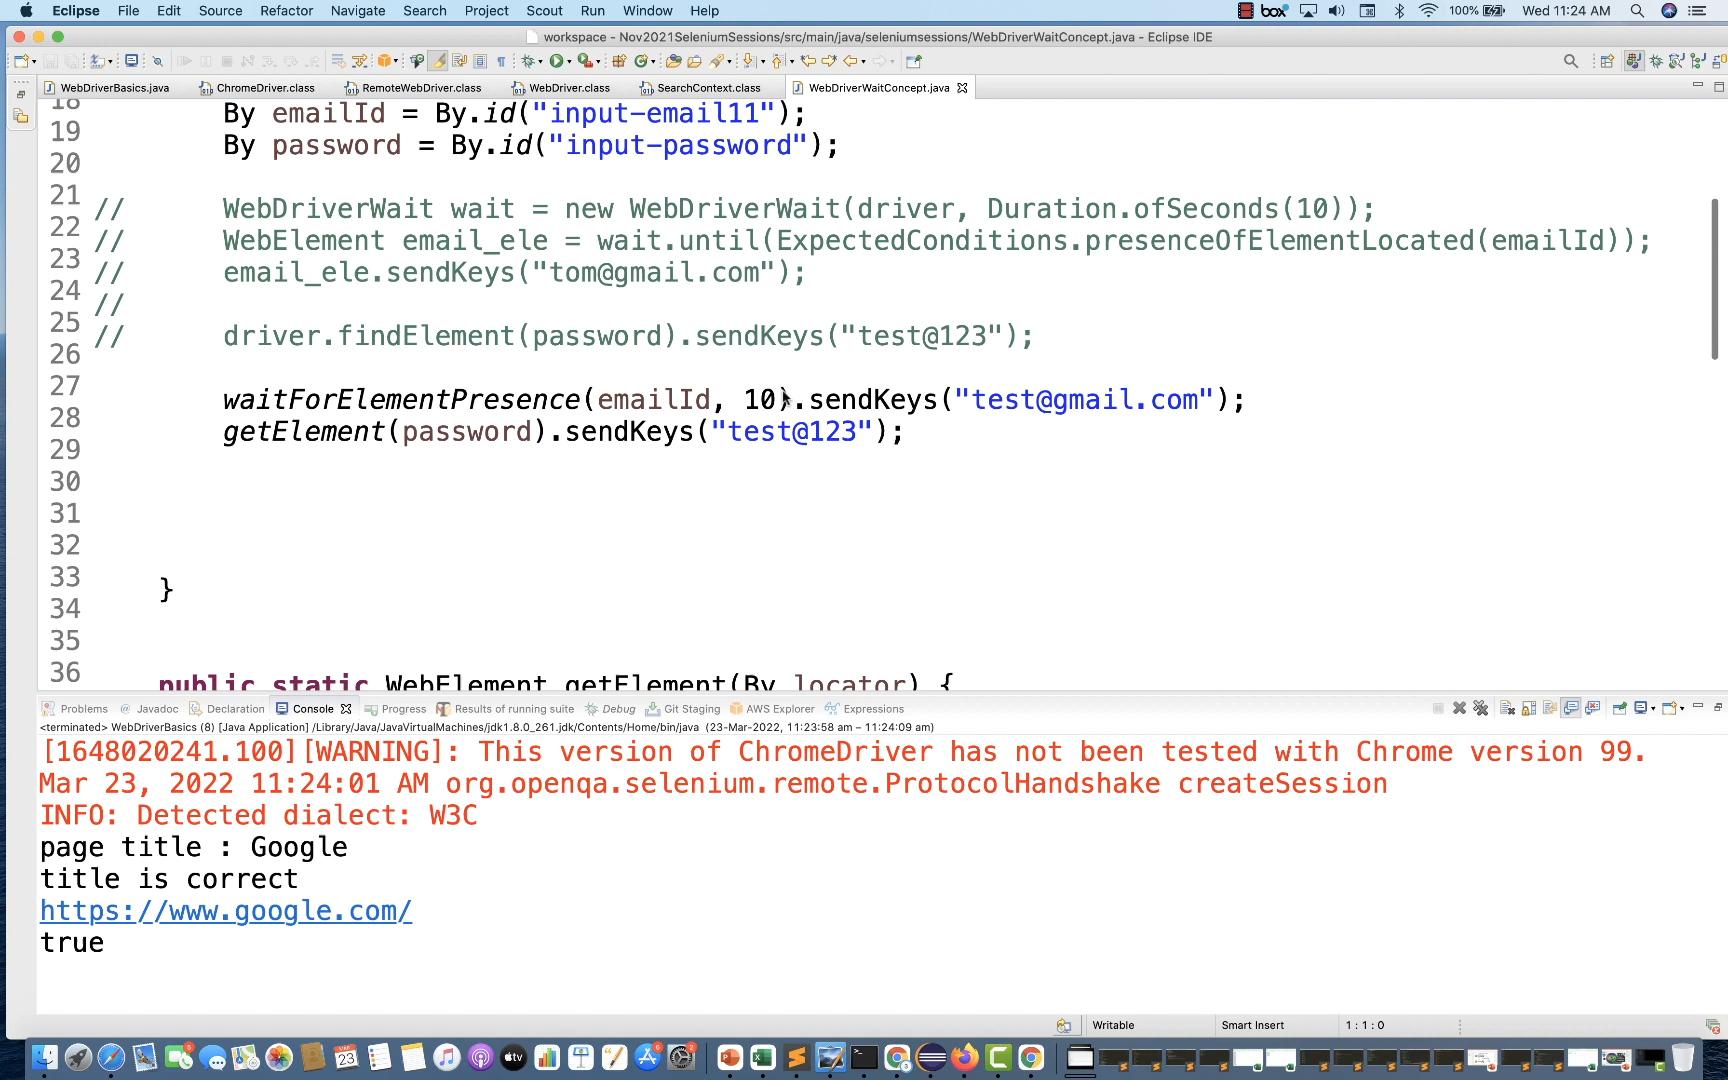 Eclipse File Edit Source Refactor Navigate Search Project Scout Run Window Help box 100% Wed 11:24 AM
workspace - Nov2021SeleniumSessions/src/main/java/seleniumsessions/WebDriverWaitConcept.java - Eclipse IDE
WebDriverBasics.java ChromeDriver.class RemoteWebDriver.class WebDriver.class SearchContext.class WebDriverWaitConcept.java
18 By emailId = By.id("input-email11");
19 By password = By.id("input-password");
20
21 // WebDriverWait wait = new WebDriverWait(driver, Duration.ofSeconds(10));
22 // WebElement email_ele = wait.until(ExpectedConditions.presenceOfElementLocated(emailId));
23 // email_ele.sendKeys("tom@gmail.com");
24 //
25 // driver.findElement(password).sendKeys("test@123");
26
27 waitForElementPresence(emailId, 10).sendKeys("test@gmail.com");
28 getElement(password).sendKeys("test@123");
29
30
31
32
33 }
34
35
36 public static WebElement getElement(By locator) {
Problems @ Javadoc Declaration Console Progress Results of running suite Debug Git Staging AWS Explorer Expressions
<terminated> WebDriverBasics (8) [Java Application] /Library/Java/JavaVirtualMachines/jdk1.8.0_261.jdk/Contents/Home/bin/java (23-Mar-2022, 11:23:58 am – 11:24:09 am)
[1648020241.100][WARNING]: This version of ChromeDriver has not been tested with Chrome version 99.
Mar 23, 2022 11:24:01 AM org.openqa.selenium.remote.ProtocolHandshake createSession
INFO: Detected dialect: W3C
page title : Google
title is correct
https://www.google.com/
true
Writable Smart Insert 1 : 1 : 0